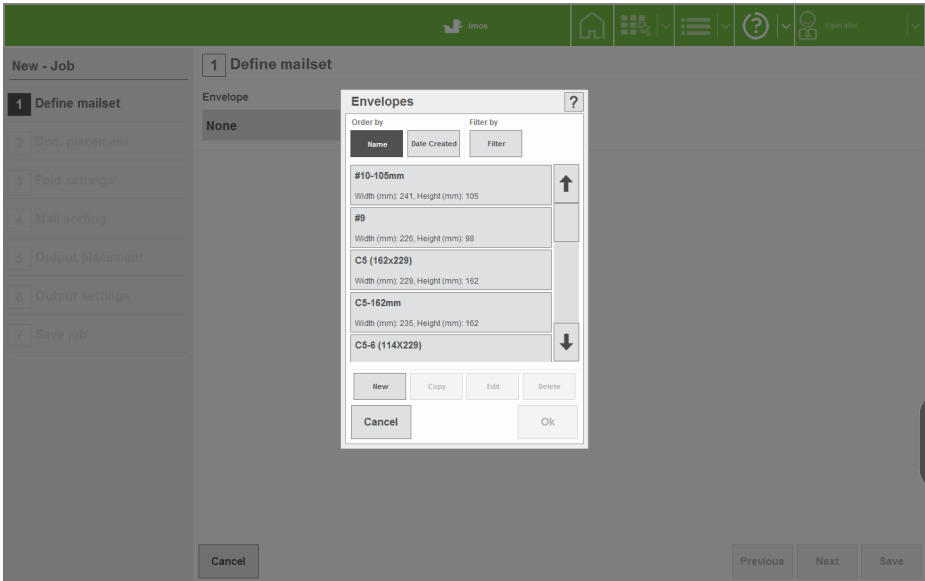 imos
Operator
New - Job
1 Define mailset
2 Doc. placement
3 Fold settings
4 Mail sorting
5 Output placement
6 Output settings
7 Save job
1 Define mailset
Envelope
None
Envelopes
?
Order by
Filter by
Name
Date Created
Filter
#10-105mm
Width (mm): 241, Height (mm): 105
#9
Width (mm): 226, Height (mm): 98
C5 (162x229)
Width (mm): 229, Height (mm): 162
C5-162mm
Width (mm): 235, Height (mm): 162
C5-6 (114X229)
New
Copy
Edit
Delete
Cancel
Ok
Cancel
Previous
Next
Save